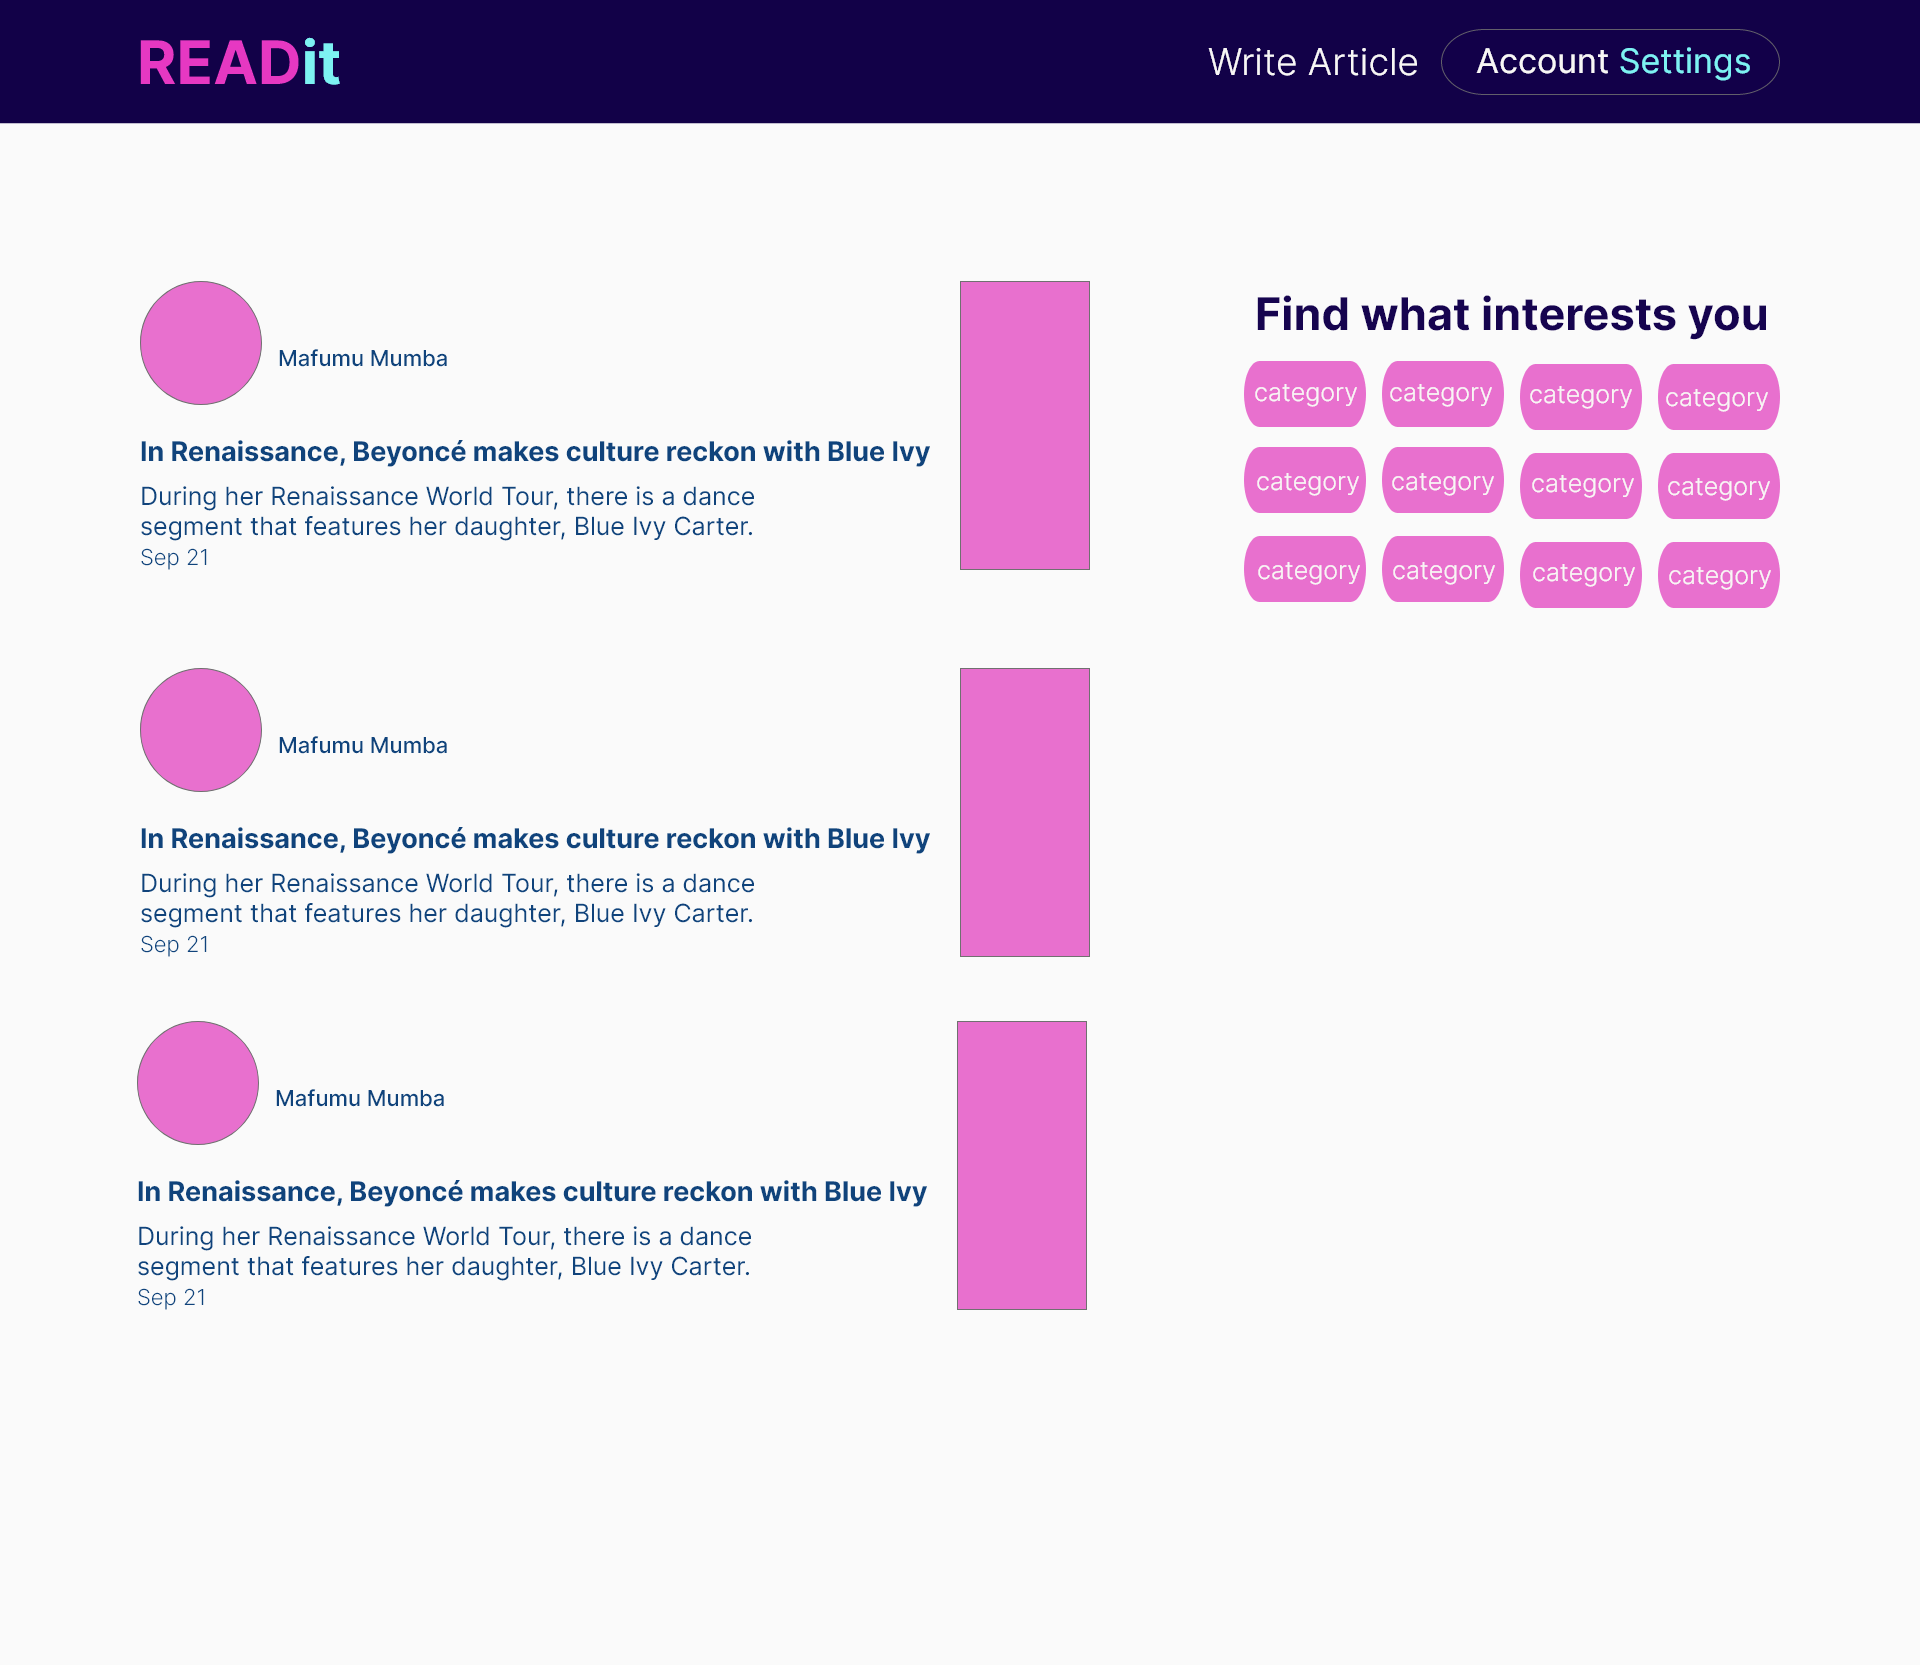 READit
Write Article
Account Settings
Mafumu Mumba
In Renaissance, Beyoncé makes culture reckon with Blue Ivy
During her Renaissance World Tour, there is a dance
segment that features her daughter, Blue Ivy Carter.
Sep 21
Mafumu Mumba
In Renaissance, Beyoncé makes culture reckon with Blue Ivy
During her Renaissance World Tour, there is a dance
segment that features her daughter, Blue Ivy Carter.
Sep 21
Mafumu Mumba
In Renaissance, Beyoncé makes culture reckon with Blue Ivy
During her Renaissance World Tour, there is a dance
segment that features her daughter, Blue Ivy Carter.
Sep 21
Find what interests you
category category category category
category category category category
category category category category